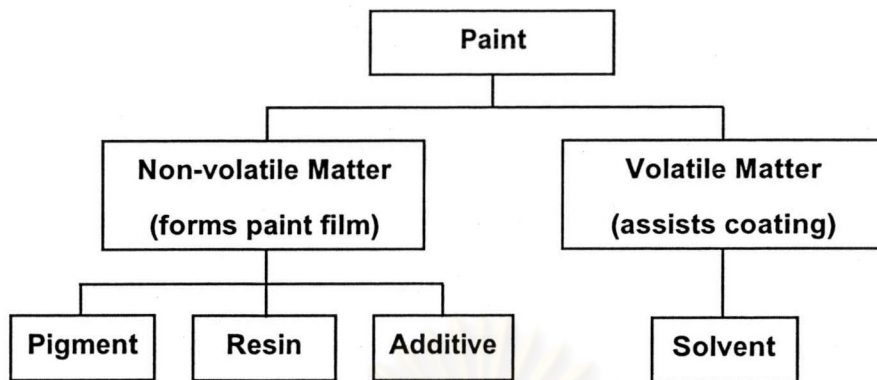 Paint
Non-volatile Matter
(forms paint film)
Volatile Matter
(assists coating)
Pigment
Resin
Additive
Solvent